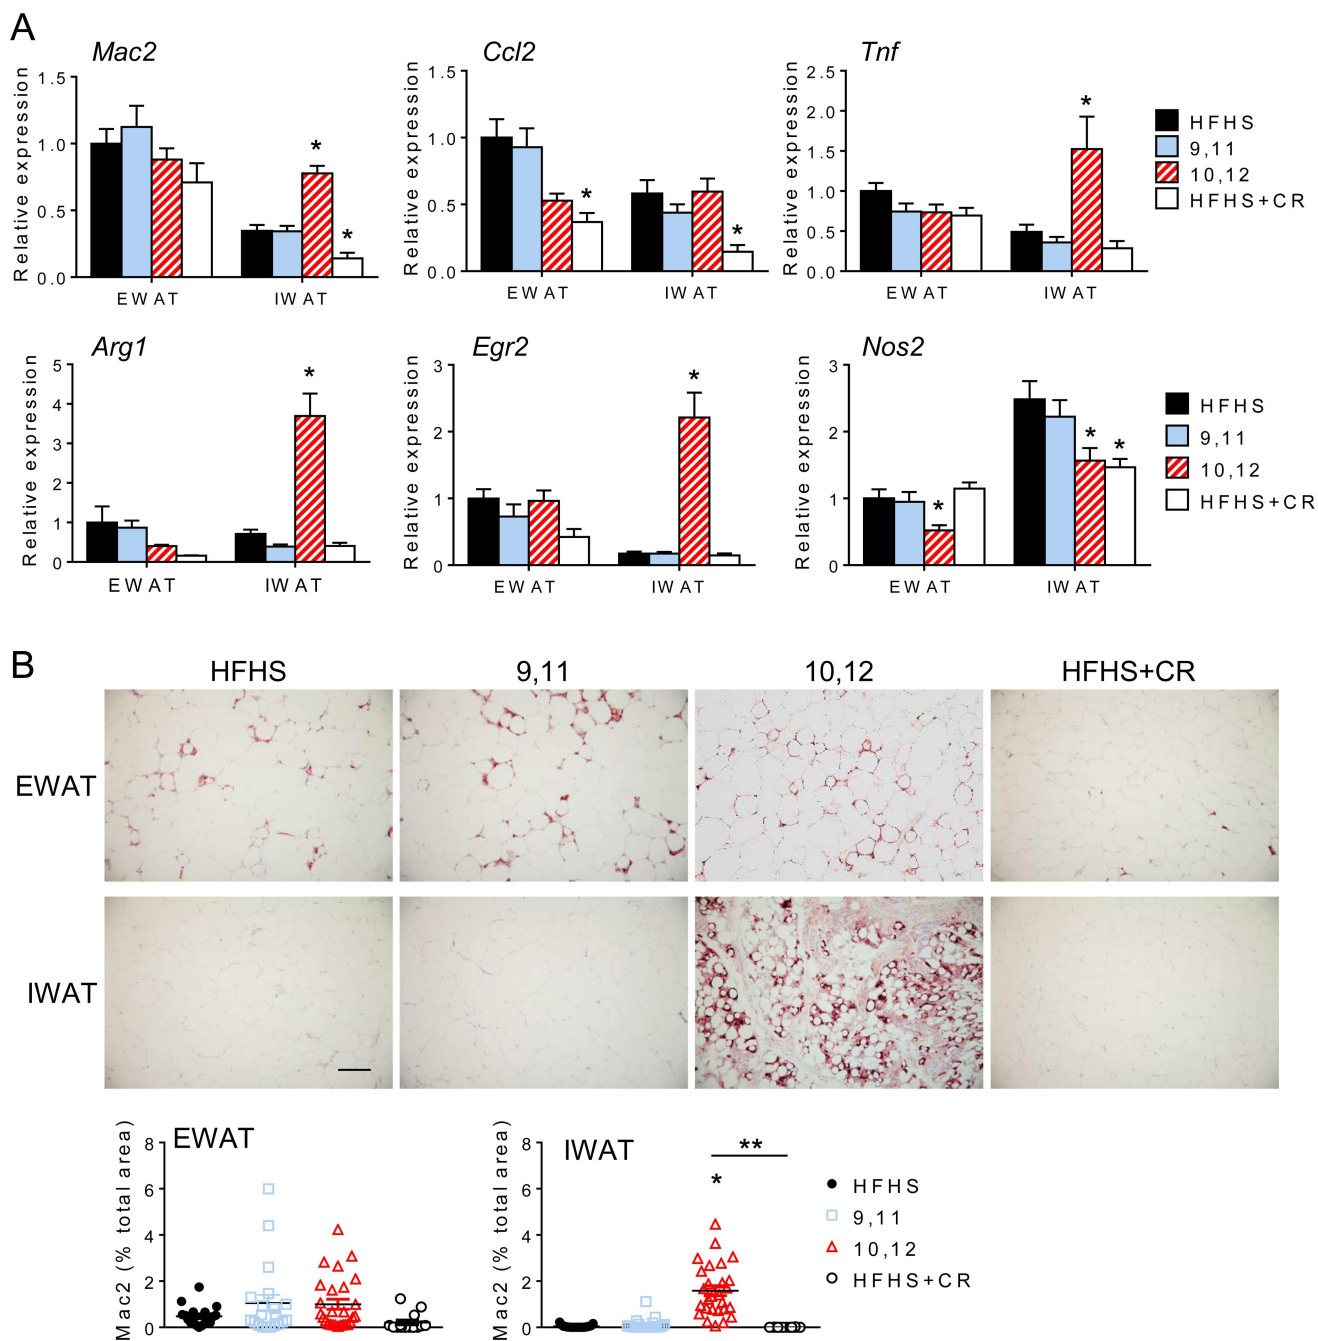 A
Mac2 Ccl2 Tnf
Relative expression
1.5
1.0
0.5
0.0
*
*
EWAT IWAT
Relative expression
1.5
1.0
0.5
0.0
*
*
EWAT IWAT
Relative expression
2.5
2.0
1.5
1.0
0.5
0.0
*
EWAT IWAT
HFHS
9,11
10,12
HFHS+CR
Arg1 Egr2 Nos2
Relative expression
5
4
3
2
1
0
*
EWAT IWAT
Relative expression
3
2
1
0
*
EWAT IWAT
Relative expression
3
2
1
0
*
* *
EWAT IWAT
HFHS
9,11
10,12
HFHS+CR
B
HFHS 9,11 10,12 HFHS+CR
EWAT
IWAT
EWAT
Mac2 (% total area)
8
6
4
2
0
IWAT
Mac2 (% total area)
8
6
4
2
0
**
*
HFHS
9,11
10,12
HFHS+CR